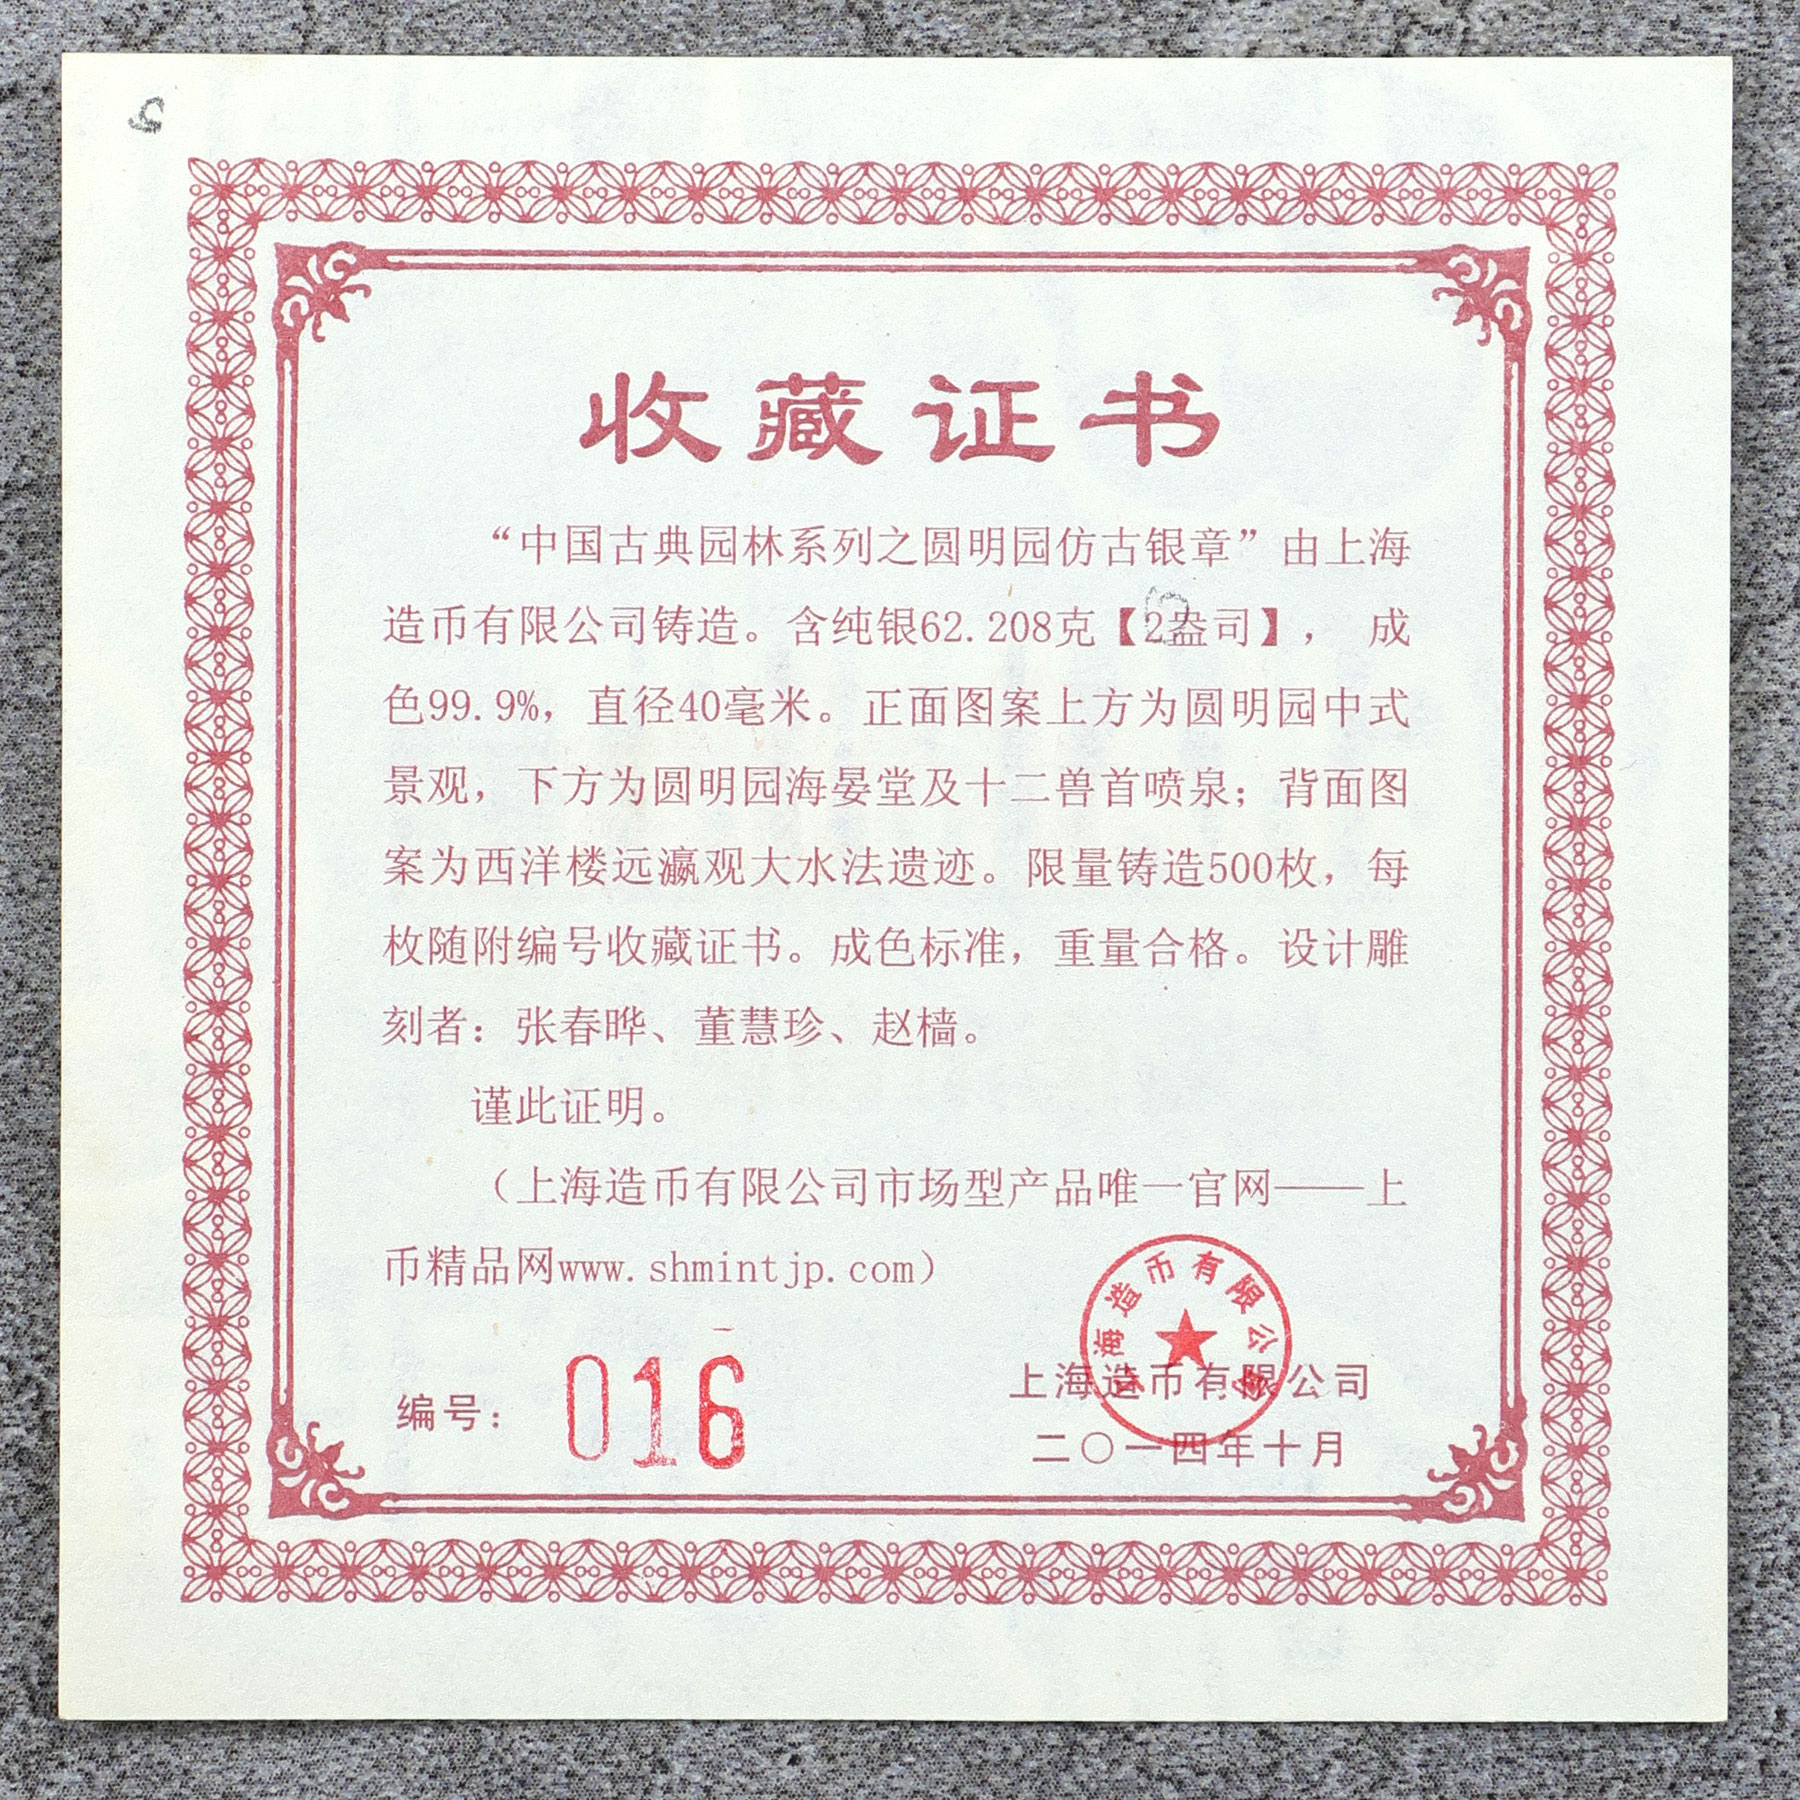 收藏证书
“中国古典园林系列之圆明园仿古银章”由上海
造币有限公司铸造。含纯银62.208克【2盎司】， 成
色99.9%，直径40毫米。正面图案上方为圆明园中式
景观，下方为圆明园海晏堂及十二兽首喷泉；背面图
案为西洋楼远瀛观大水法遗迹。限量铸造500枚，每
枚随附编号收藏证书。成色标准，重量合格。设计雕
刻者：张春晔、董慧珍、赵樯。
谨此证明。
（上海造币有限公司市场型产品唯一官网——上
币精品网www.shmintjp.com）
编号：016
上海造币有限公司
上海造币有限公司
二〇一四年十月